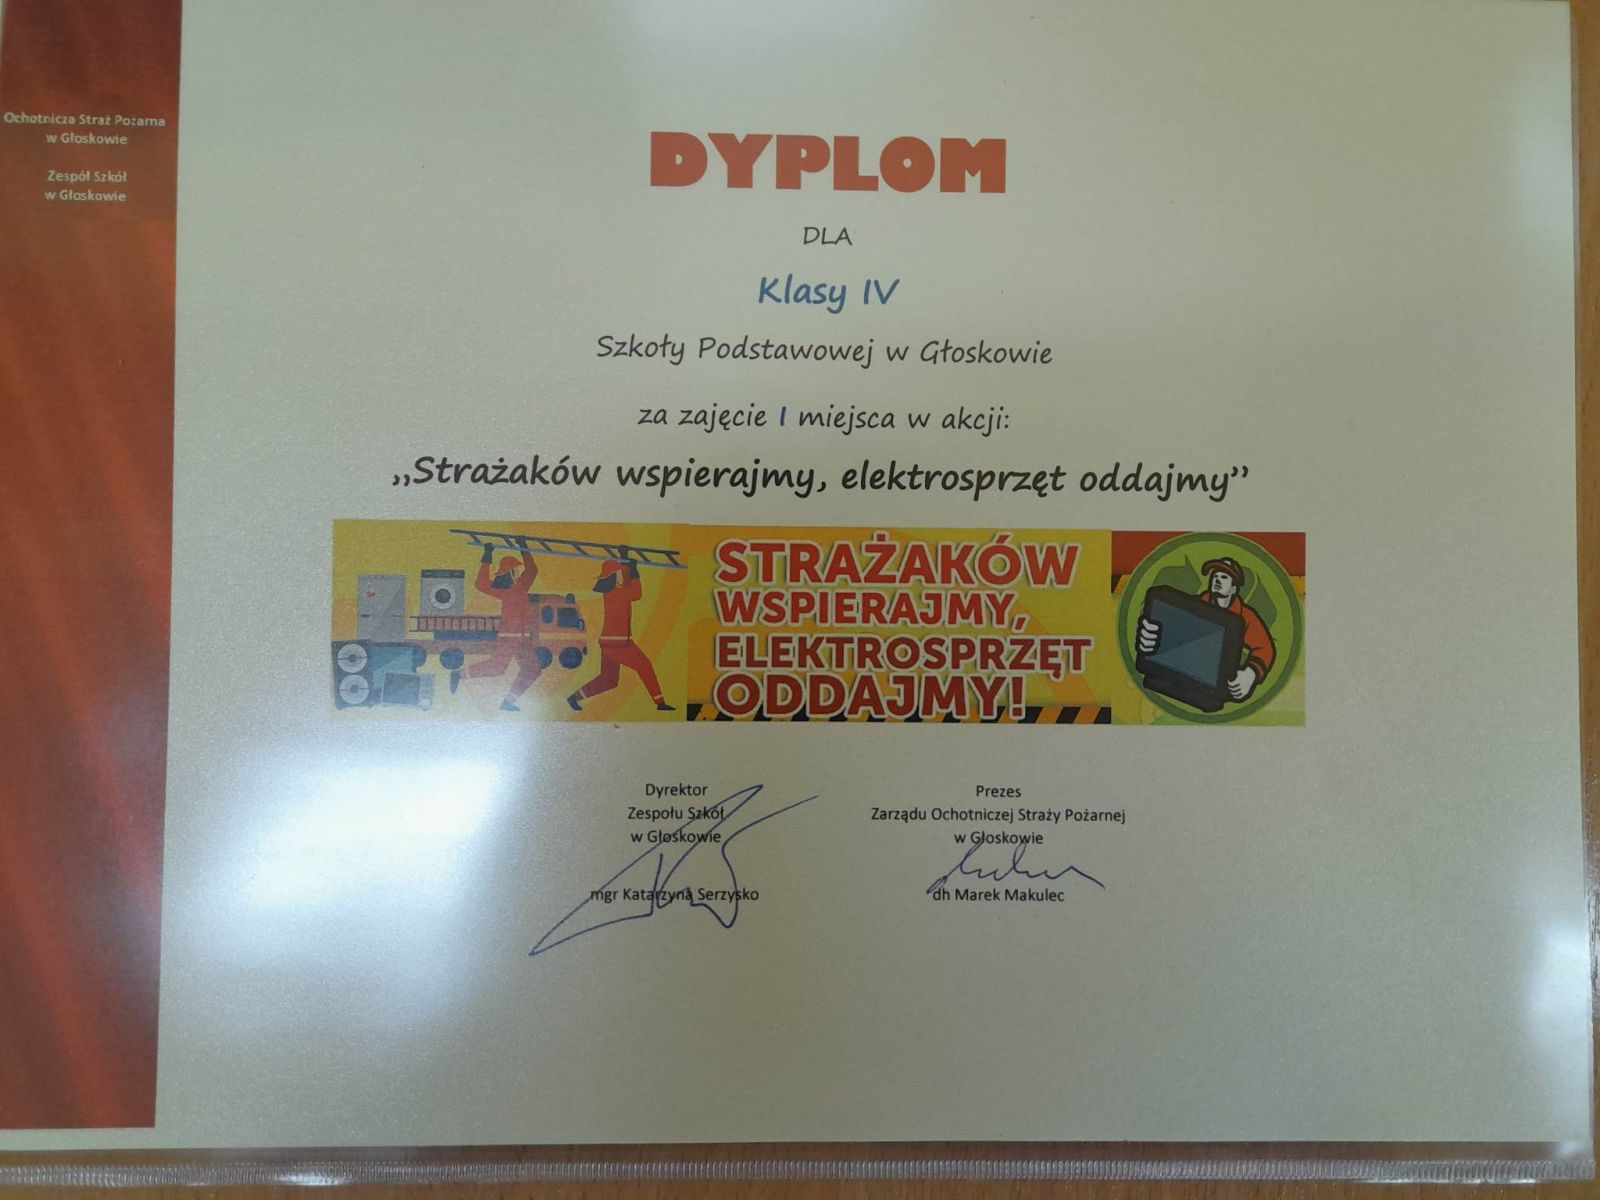 Ochotnicza Straż Pożarna
w Głoskowie
Zespół Szkół
w Głoskowie
DYPLOM
DLA
Klasy IV
Szkoły Podstawowej w Głoskowie
za zajęcie I miejsca w akcji:
„Strażaków wspierajmy, elektrosprzęt oddajmy”
STRAŻAKÓW
WSPIERAJMY,
ELEKTROSPRZĘT
ODDAJMY!
Dyrektor
Zespołu Szkół
w Głoskowie
mgr Katarzyna Serzysko
Prezes
Zarządu Ochotniczej Straży Pożarnej
w Głoskowie
dh Marek Makulec